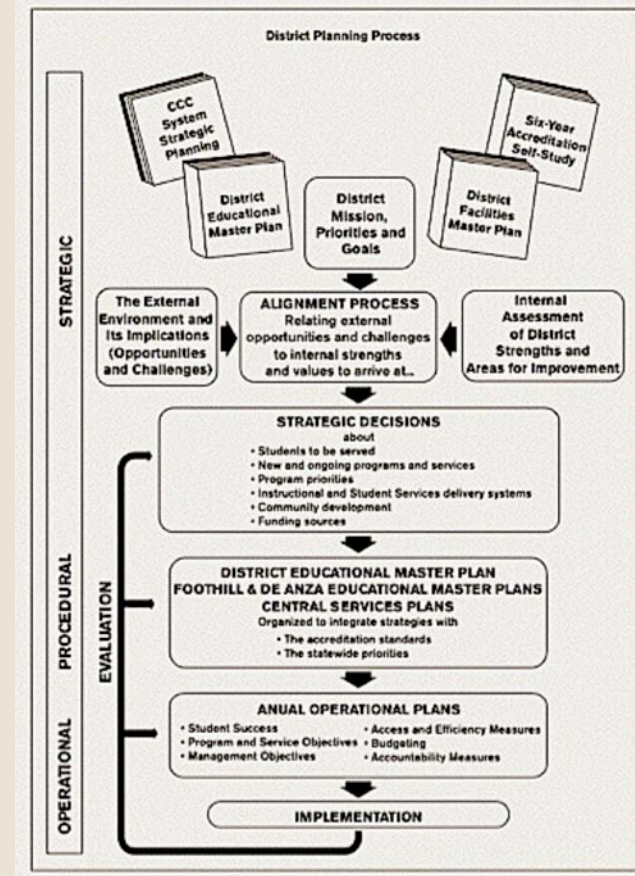 District Planning Process
CCC
System
Strategic
Planning
District
Educational
Master Plan
District
Mission,
Priorities and
Goals
Six-Year
Accreditation
Self-Study
District
Facilities
Master Plan
STRATEGIC
The External
Environment and
Its Implications
(Opportunities
and Challenges)
ALIGNMENT PROCESS
Relating external
opportunities and challenges
to internal strengths
and values to arrive at...
Internal
Assessment
of District
Strengths and
Areas for Improvement
STRATEGIC DECISIONS
about
• Students to be served
• New and ongoing programs and services
• Program priorities
• Instructional and Student Services delivery systems
• Community development
• Funding sources
PROCEDURAL
EVALUATION
DISTRICT EDUCATIONAL MASTER PLAN
FOOTHILL & DE ANZA EDUCATIONAL MASTER PLANS
CENTRAL SERVICES PLANS
Organized to integrate strategies with
• The accreditation standards
• The statewide priorities
OPERATIONAL
ANUAL OPERATIONAL PLANS
• Student Success
• Program and Service Objectives
• Management Objectives
• Access and Efficiency Measures
• Budgeting
• Accountability Measures
IMPLEMENTATION